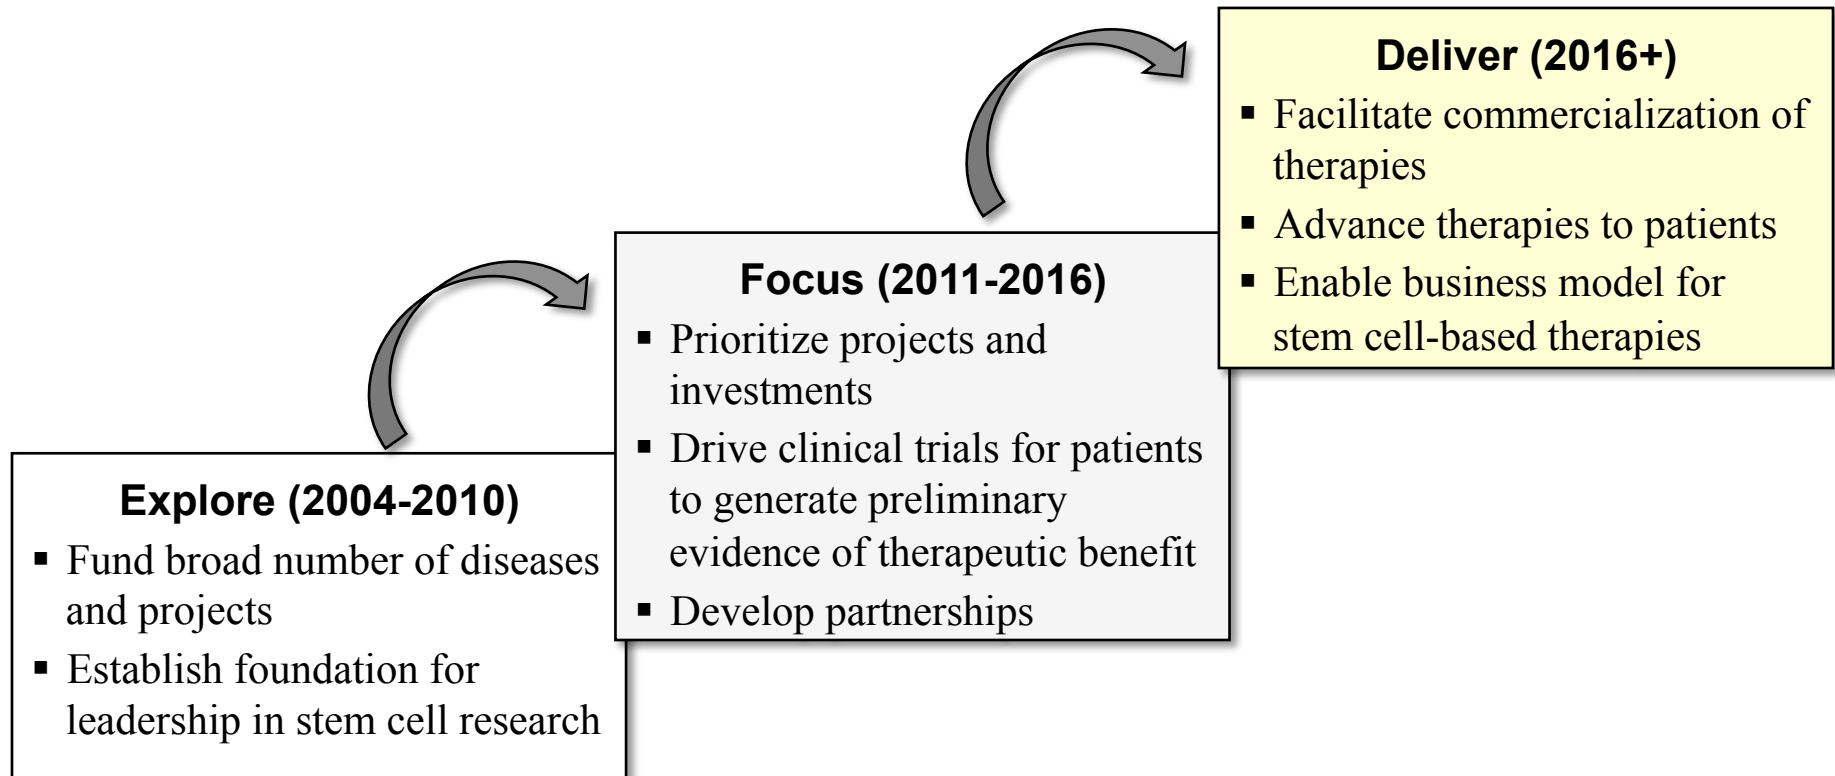 Explore (2004-2010)
▪ Fund broad number of diseases
and projects
▪ Establish foundation for
leadership in stem cell research
Focus (2011-2016)
▪ Prioritize projects and
investments
▪ Drive clinical trials for patients
to generate preliminary
evidence of therapeutic benefit
▪ Develop partnerships
Deliver (2016+)
▪ Facilitate commercialization of
therapies
▪ Advance therapies to patients
▪ Enable business model for
stem cell-based therapies